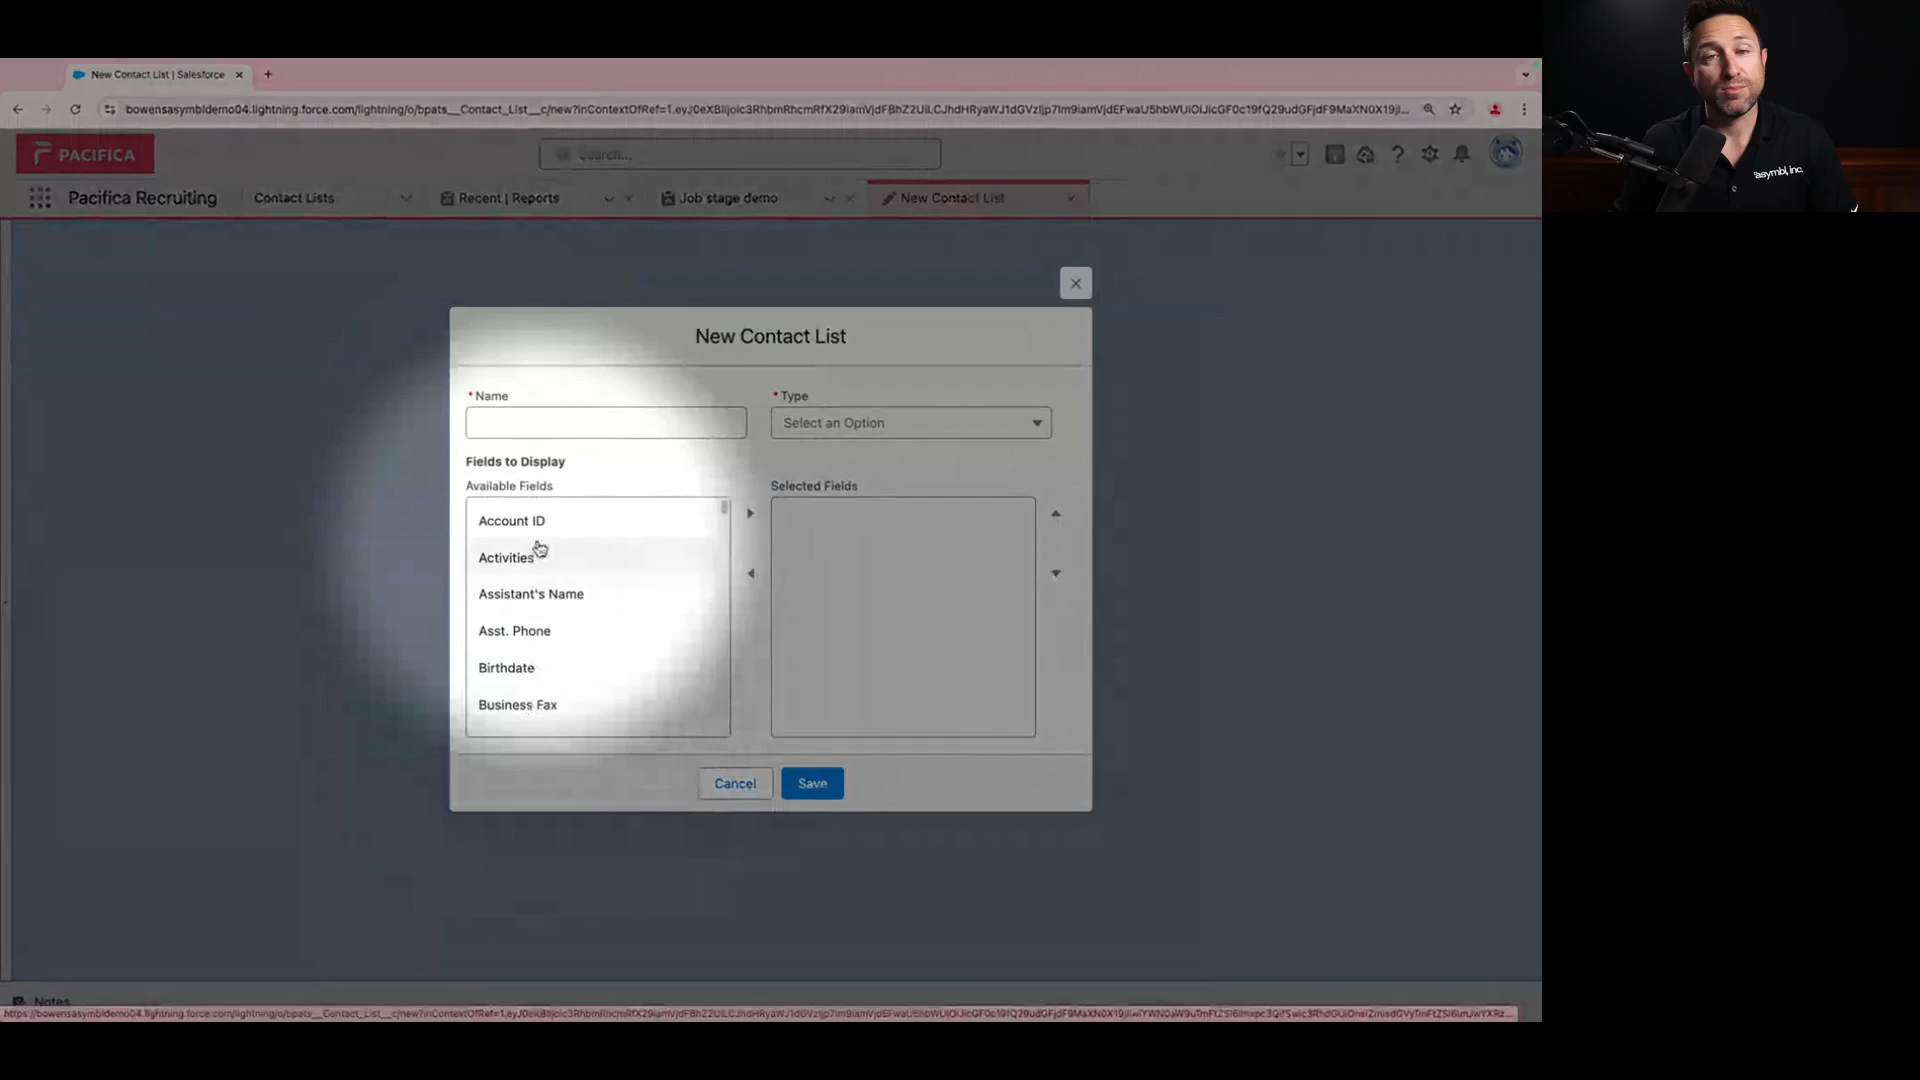 New Contact List | Salesforce
PACIFICA
Search...
Pacifica Recruiting
Contact Lists
Recent | Reports
Job stage demo
New Contact List
asymbl, inc.
New Contact List
* Name
* Type
Select an Option
Fields to Display
Available Fields
Selected Fields
Account ID
Activities
Assistant's Name
Asst. Phone
Birthdate
Business Fax
Cancel
Save
Notes